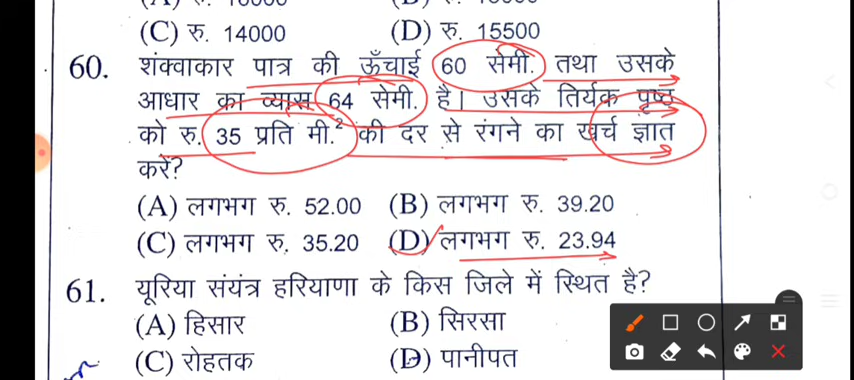 (C) रु. 14000 (D) रु. 15500
60. शंक्वाकार पात्र की ऊँचाई 60 सेमी. तथा उसके
आधार का व्यास 64 सेमी. है। उसके तिर्यक पृष्ठ
को रु. 35 प्रति मी.² की दर से रंगने का खर्च ज्ञात
करें?
(A) लगभग रु. 52.00 (B) लगभग रु. 39.20
(C) लगभग रु. 35.20 (D) लगभग रु. 23.94
61. यूरिया संयंत्र हरियाणा के किस जिले में स्थित है?
(A) हिसार (B) सिरसा
(C) रोहतक (D) पानीपत